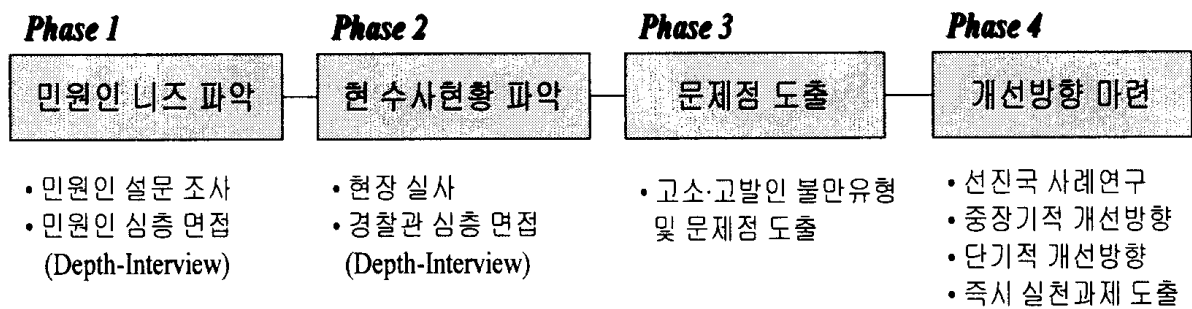 Phase 1
민원인 니즈 파악
• 민원인 설문 조사
• 민원인 심층 면접
(Depth-Interview)
Phase 2
현 수사현황 파악
• 현장 실사
• 경찰관 심층 면접
(Depth-Interview)
Phase 3
문제점 도출
• 고소·고발인 불만유형
및 문제점 도출
Phase 4
개선방향 마련
• 선진국 사례연구
• 중장기적 개선방향
• 단기적 개선방향
• 즉시 실천과제 도출